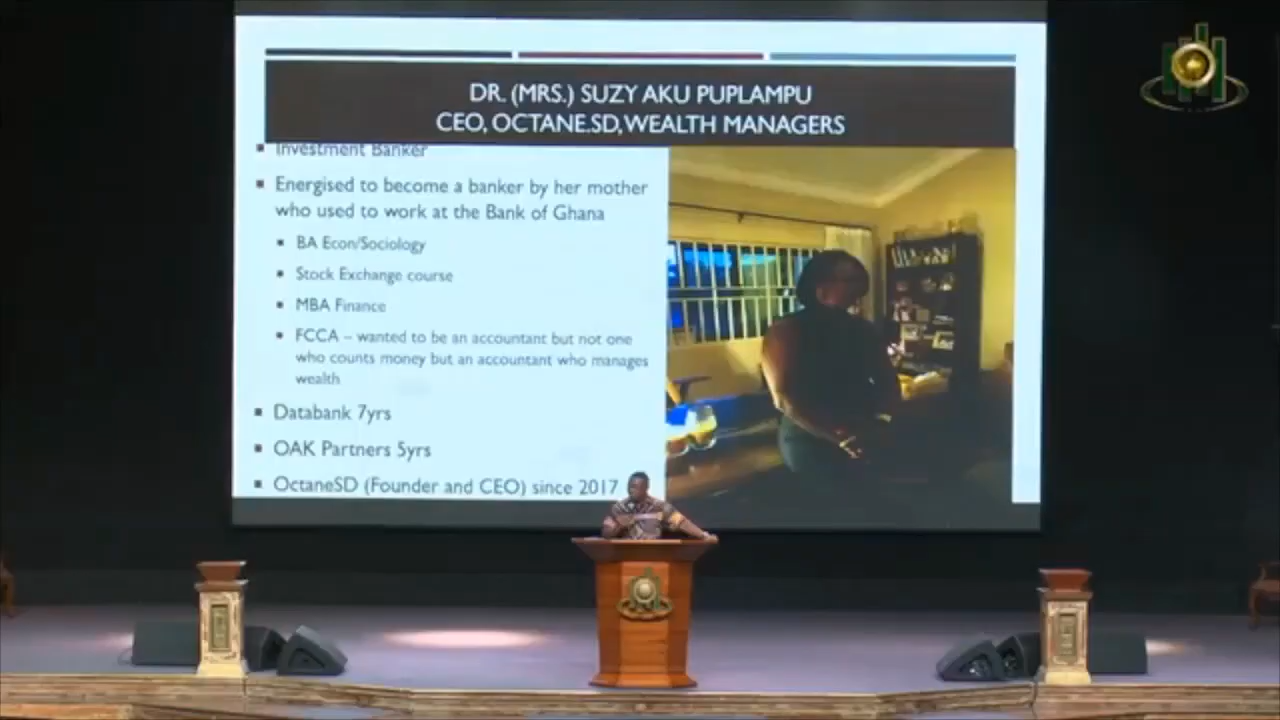 DR. (MRS.) SUZY AKU PUPLAMPU
CEO, OCTANE.SD, WEALTH MANAGERS
Investment Banker
Energised to become a banker by her mother
who used to work at the Bank of Ghana
BA Econ/Sociology
Stock Exchange course
MBA Finance
FCCA – wanted to be an accountant but not one
who counts money but an accountant who manages
wealth
Databank 7yrs
OAK Partners 5yrs
OctaneSD (Founder and CEO) since 2017